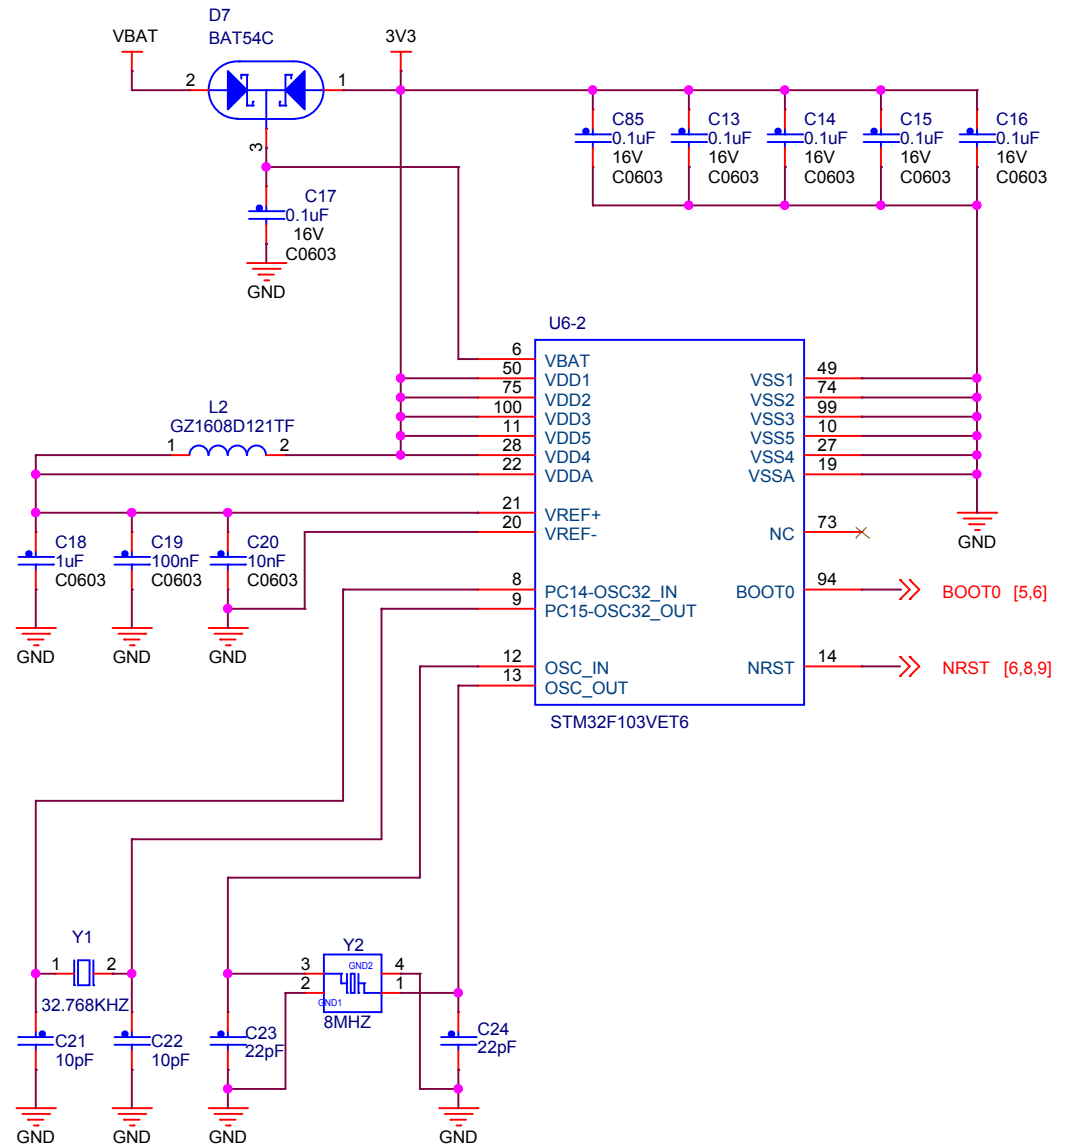 D7
BAT54C
VBAT
3V3
2
1
3
C17
0.1uF
16V
C0603
GND
C85
0.1uF
16V
C0603
C13
0.1uF
16V
C0603
C14
0.1uF
16V
C0603
C15
0.1uF
16V
C0603
C16
0.1uF
16V
C0603
U6-2
6 VBAT
50 VDD1
75 VDD2
100 VDD3
11 VDD5
28 VDD4
22 VDDA
21 VREF+
20 VREF-
8 PC14-OSC32_IN
9 PC15-OSC32_OUT
12 OSC_IN
13 OSC_OUT
VSS1 49
VSS2 74
VSS3 99
VSS5 10
VSS4 27
VSSA 19
NC 73
BOOT0 94
BOOT0 [5,6]
NRST 14
NRST [6,8,9]
GND
STM32F103VET6
L2
GZ1608D121TF
1
2
C18
1uF
C0603
GND
C19
100nF
C0603
GND
C20
10nF
C0603
GND
Y1
1
2
32.768KHZ
C21
10pF
GND
C22
10pF
GND
Y2
3
GND2
4
2
GND1
1
8MHZ
C23
22pF
GND
C24
22pF
GND